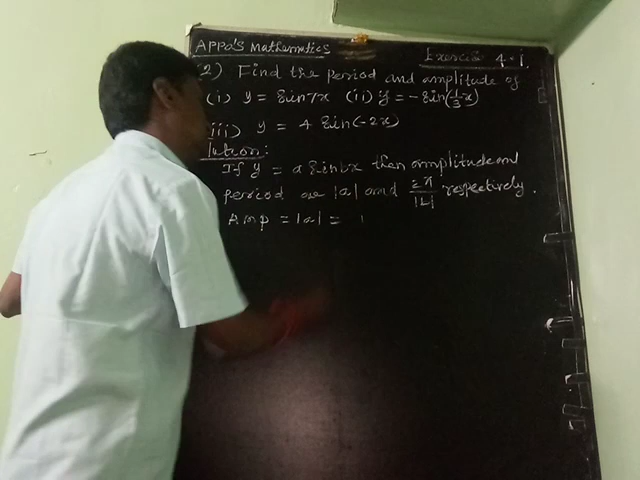 APPA'S Mathematics Exercise 4.1
2) Find the period and amplitude of
(i) y = sin7x (ii) y = -sin(1/3 x)
iii) y = 4 sin(-2x)
lution:
If y = a sinbx then amplitude and
period are |a| and 2π/|b| respectively.
Amp = |a| = 1